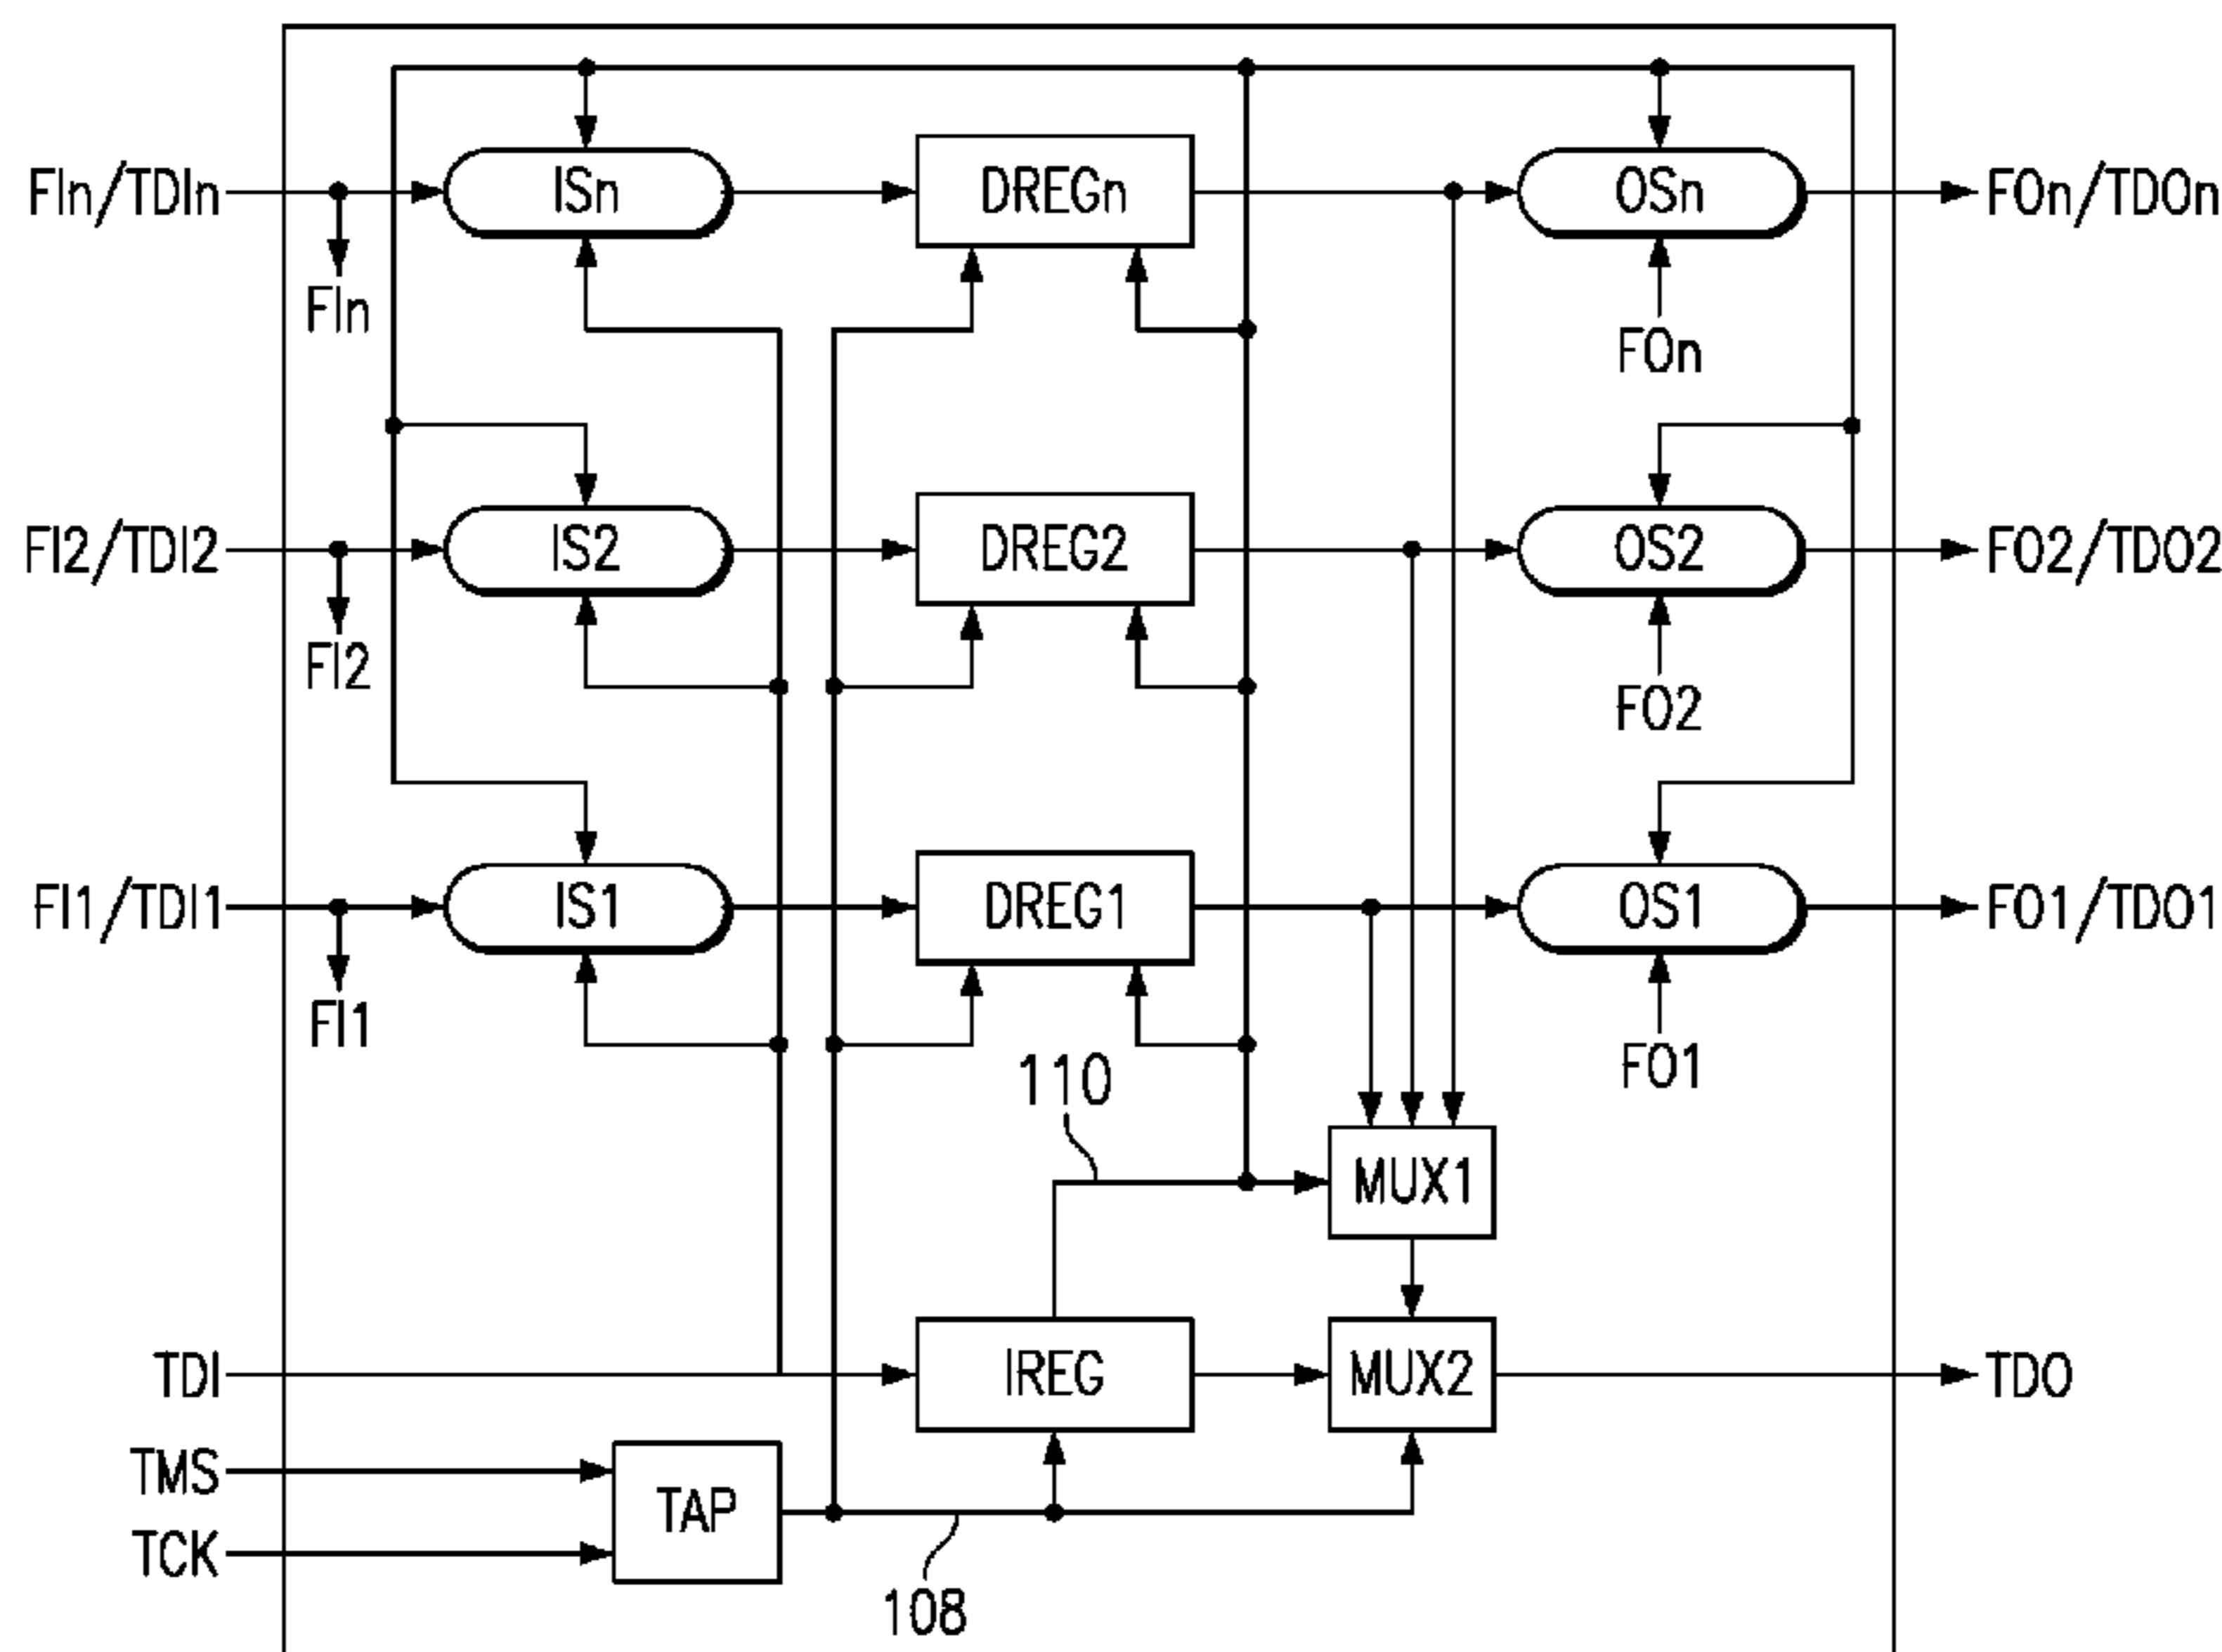 FIn/TDIn
ISn
DREGn
OSn
FOn/TDOn
FIn
FOn
FI2/TDI2
IS2
DREG2
OS2
FO2/TDO2
FI2
FO2
FI1/TDI1
IS1
DREG1
OS1
FO1/TDO1
FI1
FO1
110
MUX1
TDI
IREG
MUX2
TDO
TMS
TAP
TCK
108